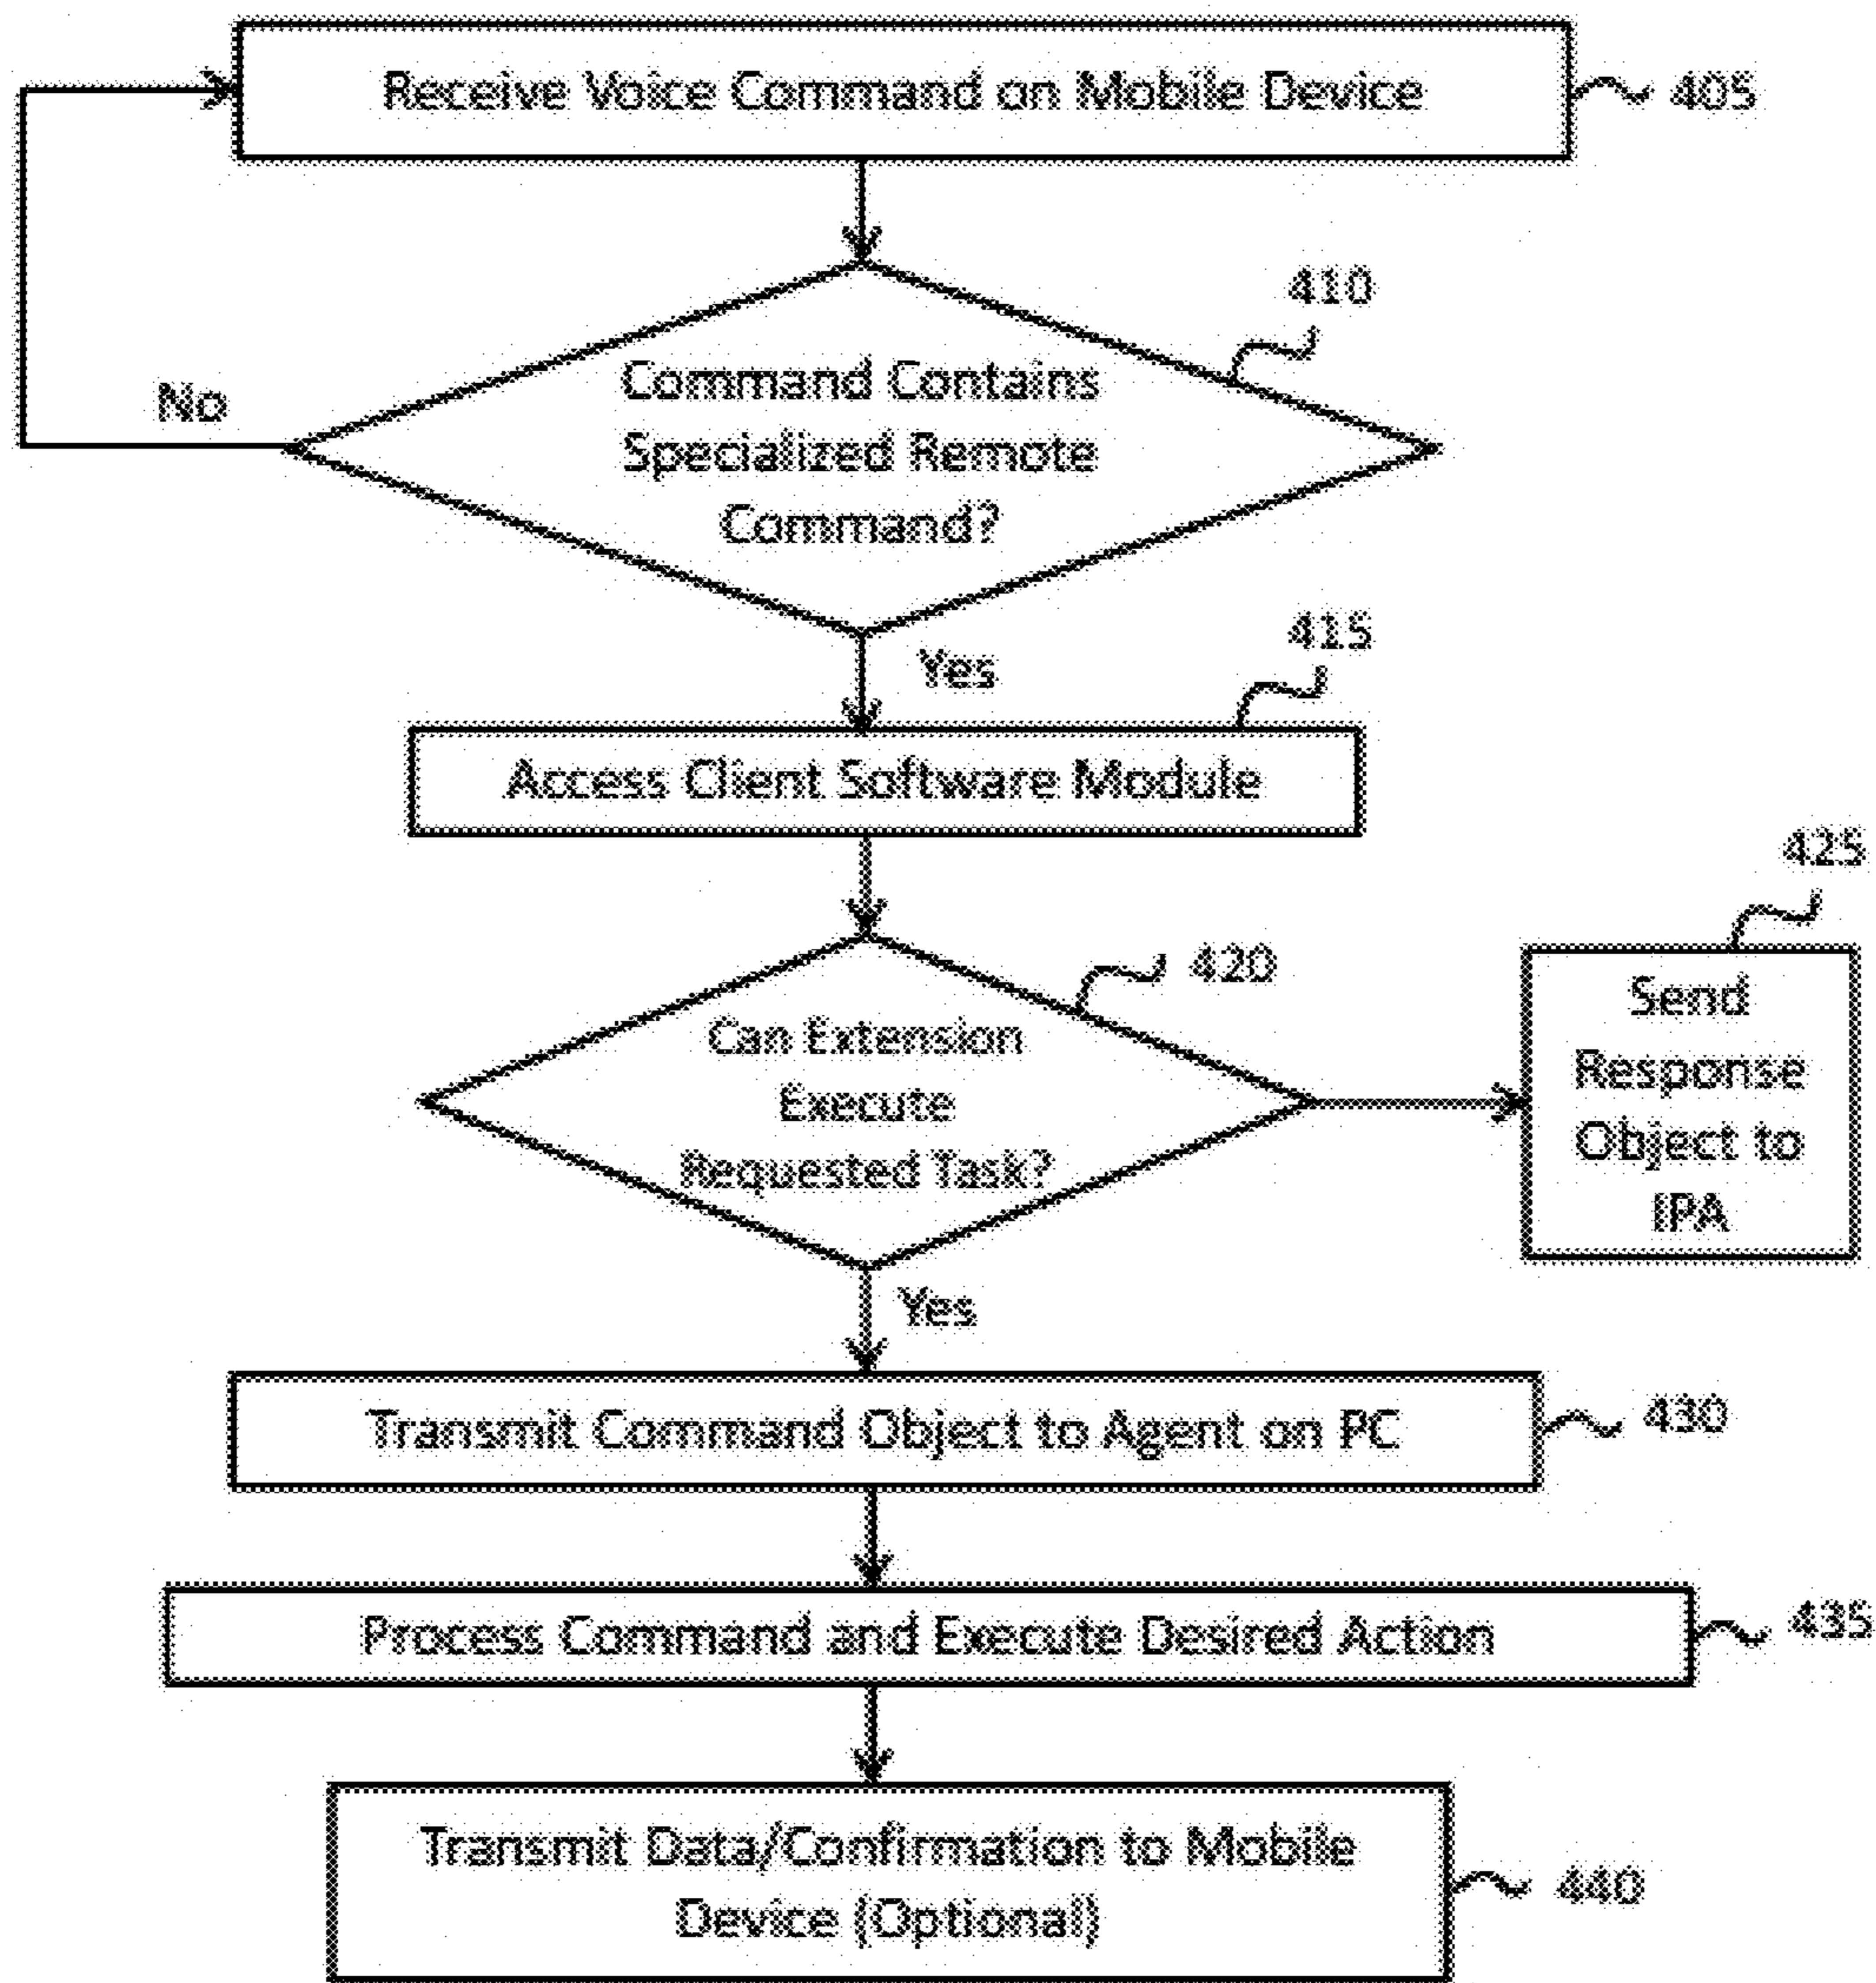 Receive Voice Command on Mobile Device
405
410
Command Contains
Specialized Remote
Command?
No
Yes
415
Access Client Software Module
425
420
Can Extension
Execute
Requested Task?
Send
Response
Object to
IPA
Yes
Transmit Command Object to Agent on PC
430
Process Command and Execute Desired Action
435
Transmit Data/Confirmation to Mobile
Device (Optional)
440